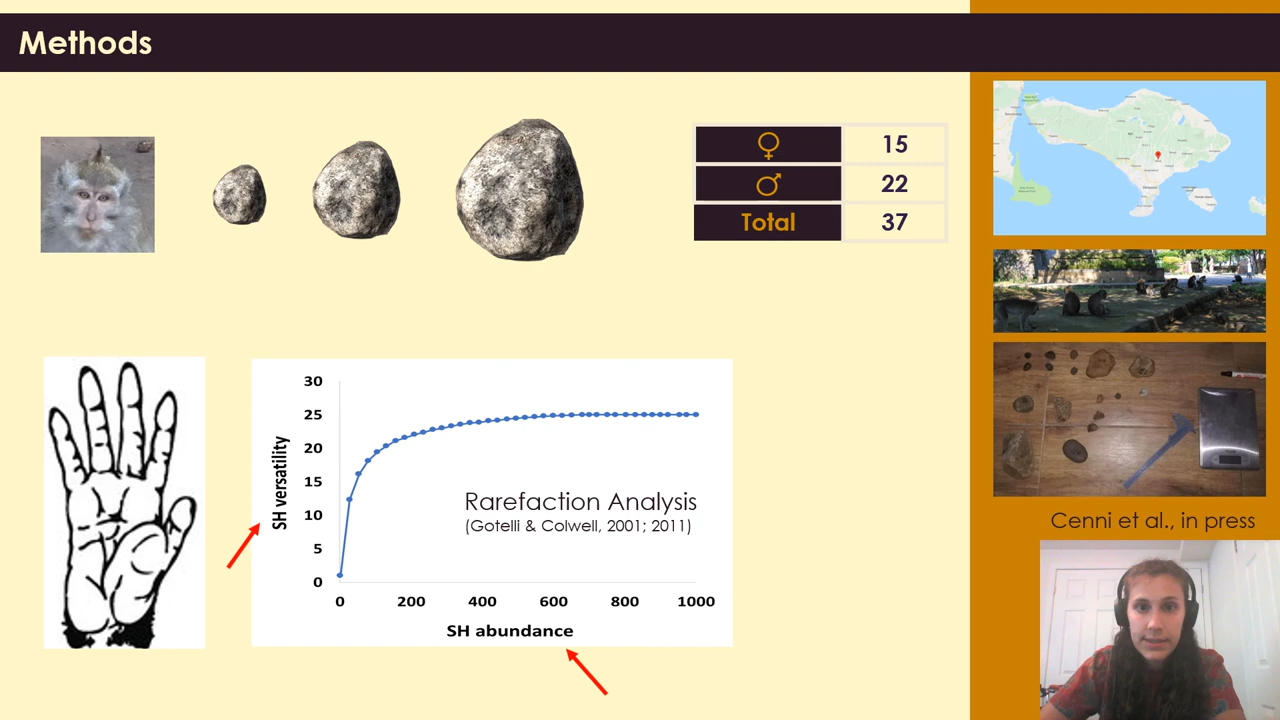 Methods
♀ 15
♂ 22
Total 37
30
25
20
15
10
5
0
SH versatility
Rarefaction Analysis
(Gotelli & Colwell, 2001; 2011)
0 200 400 600 800 1000
SH abundance
Cenni et al., in press